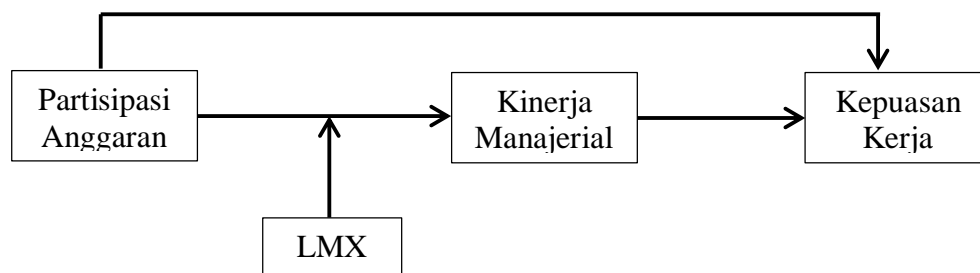 Partisipasi
Anggaran
Kinerja
Manajerial
Kepuasan
Kerja
LMX